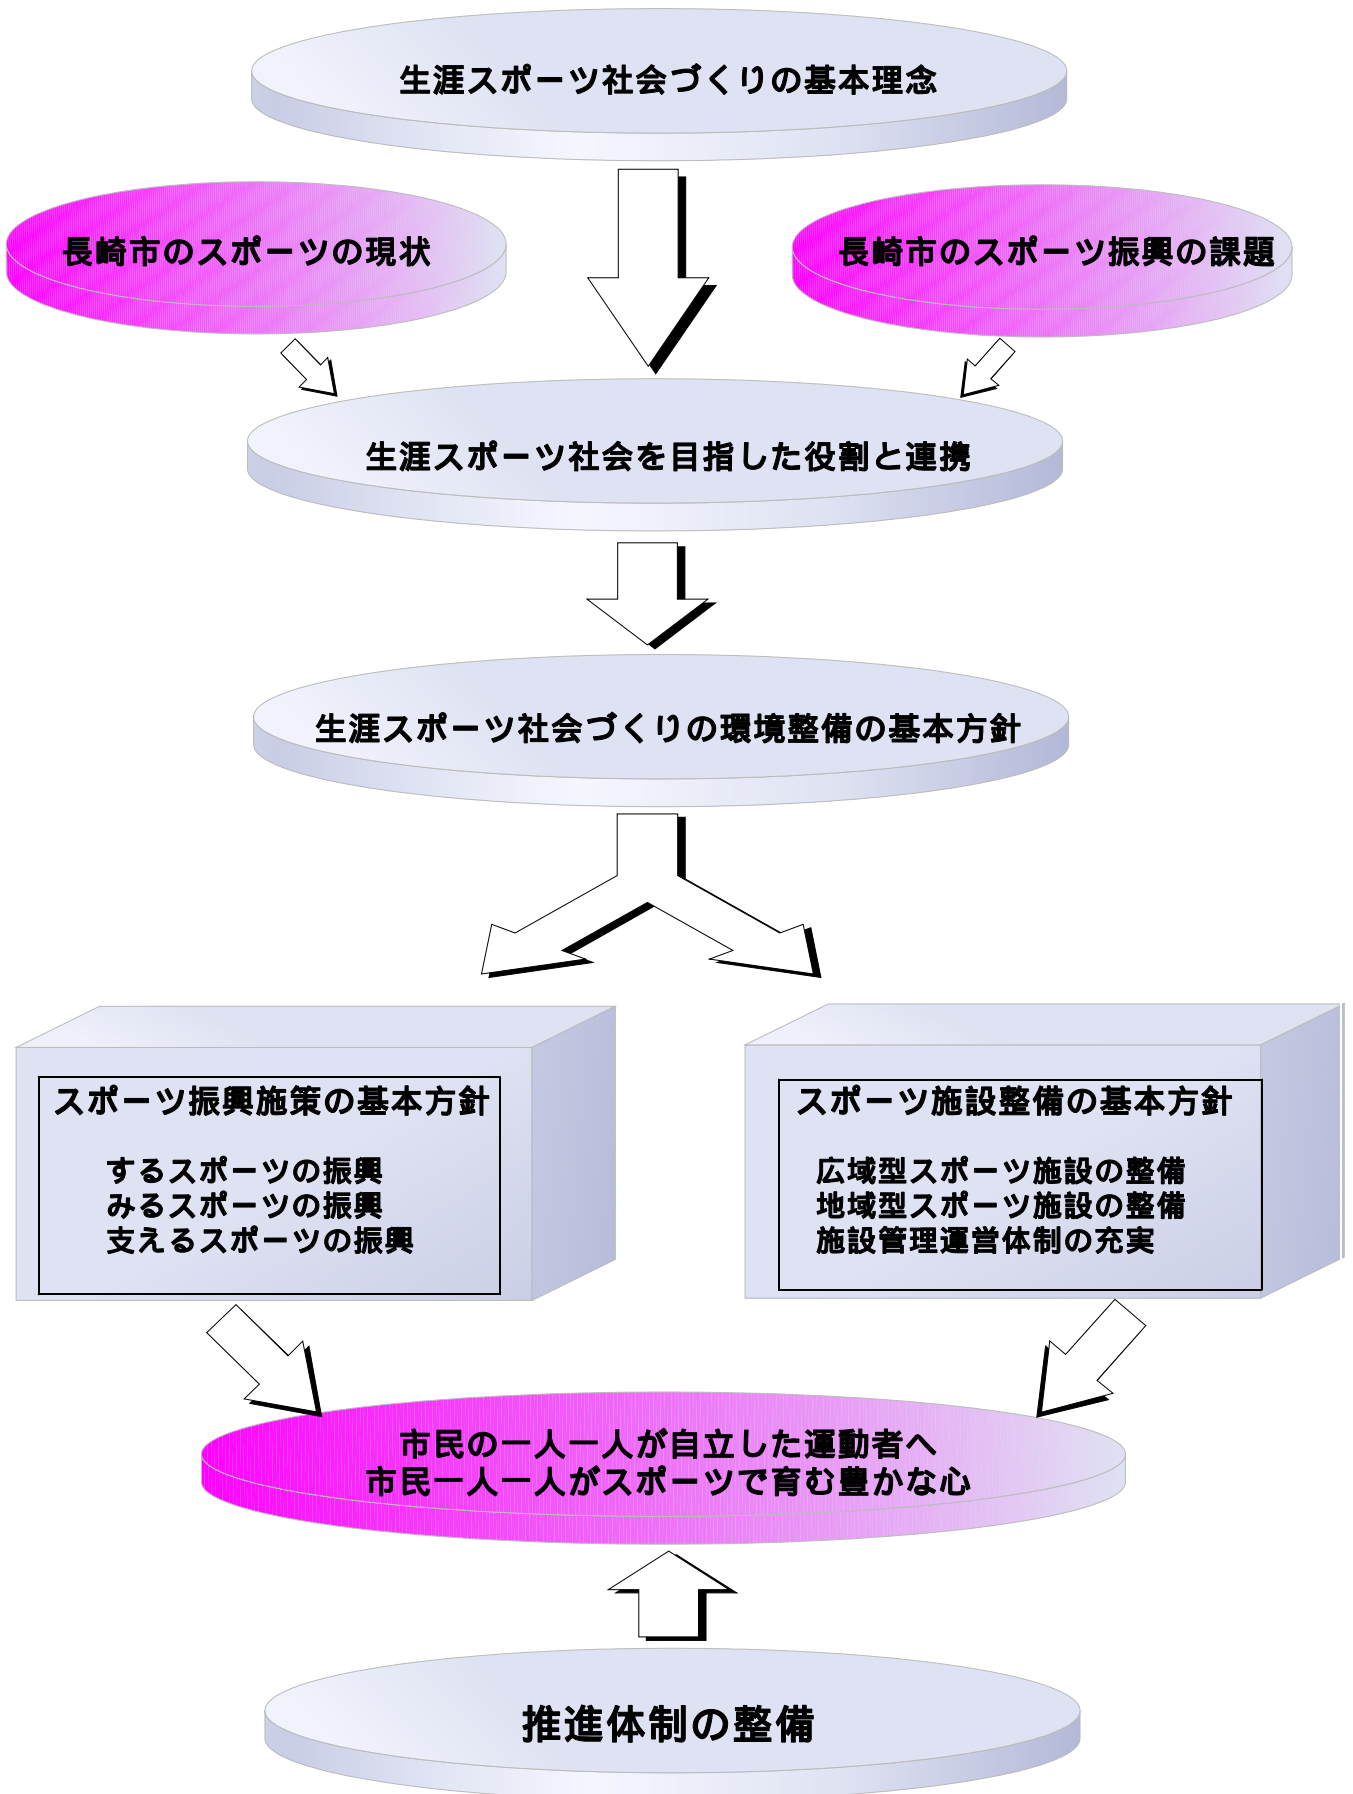 生涯スポーツ社会づくりの基本理念
長崎市のスポーツの現状
長崎市のスポーツ振興の課題
生涯スポーツ社会を目指した役割と連携
生涯スポーツ社会づくりの環境整備の基本方針
スポーツ振興施策の基本方針
するスポーツの振興
みるスポーツの振興
支えるスポーツの振興
スポーツ施設整備の基本方針
広域型スポーツ施設の整備
地域型スポーツ施設の整備
施設管理運営体制の充実
市民の一人一人が自立した運動者へ
市民一人一人がスポーツで育む豊かな心
推進体制の整備